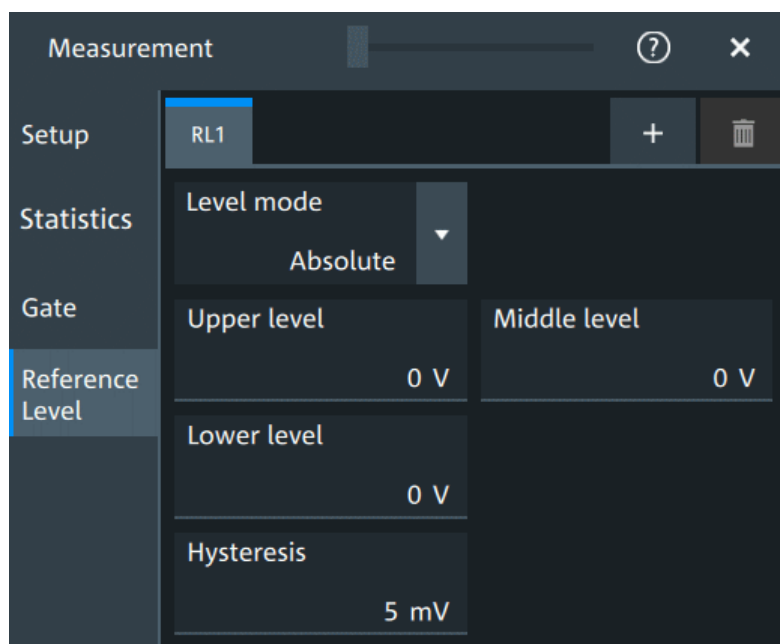 Measurement
?
×
Setup
RL1
+
Statistics
Level mode
Absolute
Gate
Upper level
0 V
Middle level
0 V
Reference
Level
Lower level
0 V
Hysteresis
5 mV